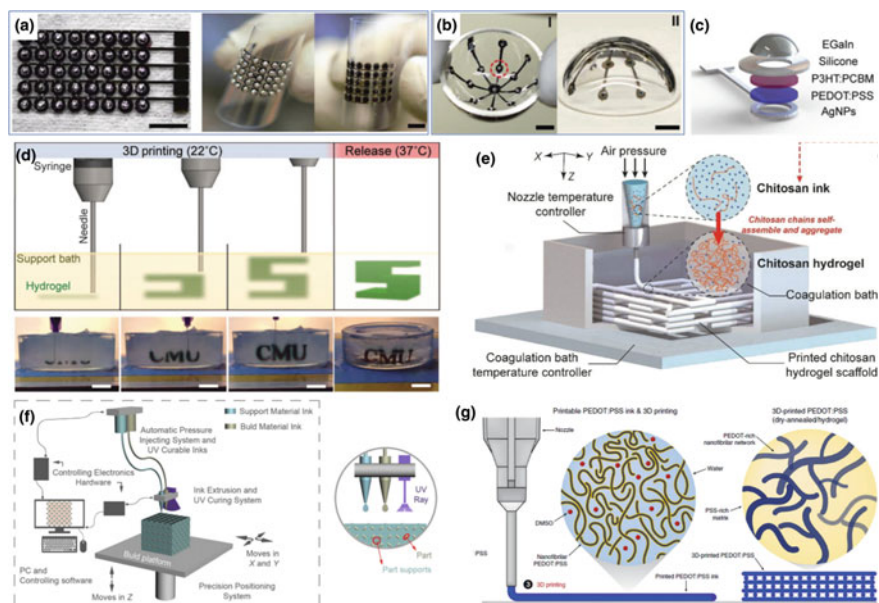 (a)
(b)
I
II
(c)
EGaIn
Silicone
P3HT:PCBM
PEDOT:PSS
AgNPs
(d)
3D printing (22°C)
Release (37°C)
Syringe
Needle
Support bath
Hydrogel
CMU
CMU
CMU
CMU
(e)
X
Y
Z
Air
pressure
Nozzle temperature
controller
Chitosan ink
Chitosan chains self-
assemble and aggregate
Chitosan hydrogel
Coagulation bath
Coagulation bath
temperature controller
Printed chitosan
hydrogel scaffold
(f)
Support Material Ink
Buld Material Ink
Automatic Pressure
Injecting System and
UV Curable Inks
Controlling Electronics
Hardware
Ink Extrusion and
UV Curing System
Buld platform
Moves in
X and Y
PC and
Controlling software
Moves in Z
Precision Positioning
System
UV
Ray
Part
Part supports
(g)
Printable PEDOT:PSS ink & 3D printing
3D-printed PEDOT:PSS
(dry-annealed/hydrogel)
Nozzle
PEDOT-rich
nanofibrillar network
Water
DMSO
PSS-rich
matrix
PSS
Nanofibrillar
PEDOT:PSS
3D-printed PEDOT:PSS
3D printing
Printed PEDOT:PSS ink